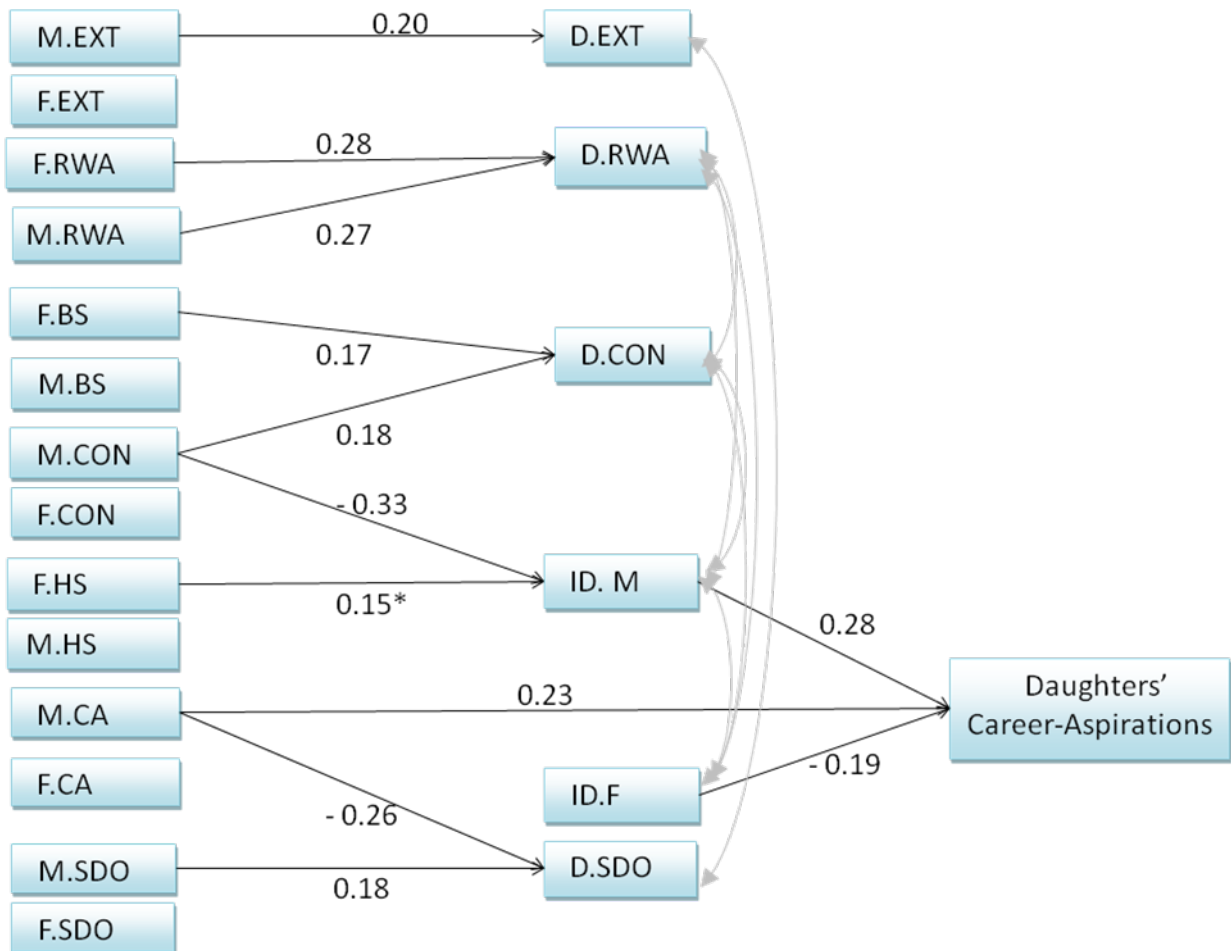 M.EXT
0.20
D.EXT
F.EXT
F.RWA
0.28
D.RWA
M.RWA
0.27
F.BS
0.17
D.CON
M.BS
M.CON
0.18
F.CON
- 0.33
F.HS
0.15*
ID. M
M.HS
0.28
M.CA
0.23
Daughters’
Career-Aspirations
F.CA
- 0.26
ID.F
- 0.19
M.SDO
0.18
D.SDO
F.SDO